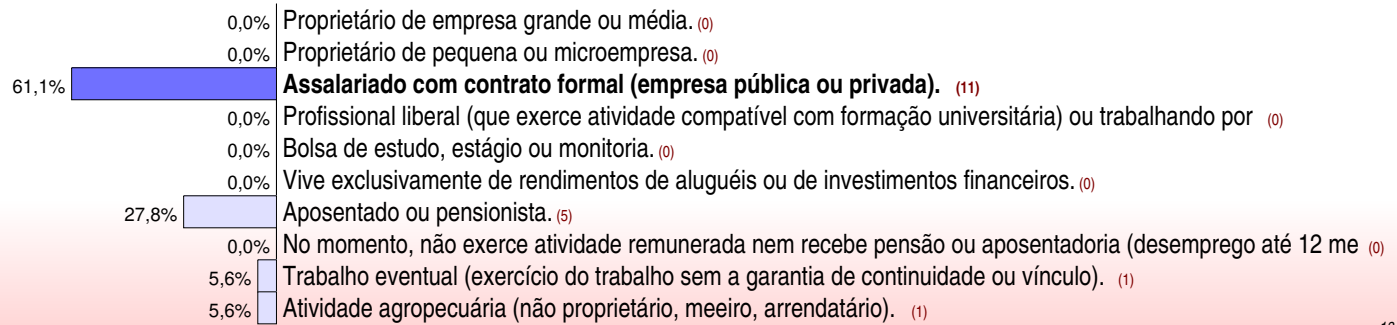 0,0% Proprietário de empresa grande ou média. (0)
0,0% Proprietário de pequena ou microempresa. (0)
61,1% Assalariado com contrato formal (empresa pública ou privada). (11)
0,0% Profissional liberal (que exerce atividade compatível com formação universitária) ou trabalhando por (0)
0,0% Bolsa de estudo, estágio ou monitoria. (0)
0,0% Vive exclusivamente de rendimentos de aluguéis ou de investimentos financeiros. (0)
27,8% Aposentado ou pensionista. (5)
0,0% No momento, não exerce atividade remunerada nem recebe pensão ou aposentadoria (desemprego até 12 me (0)
5,6% Trabalho eventual (exercício do trabalho sem a garantia de continuidade ou vínculo). (1)
5,6% Atividade agropecuária (não proprietário, meeiro, arrendatário). (1)